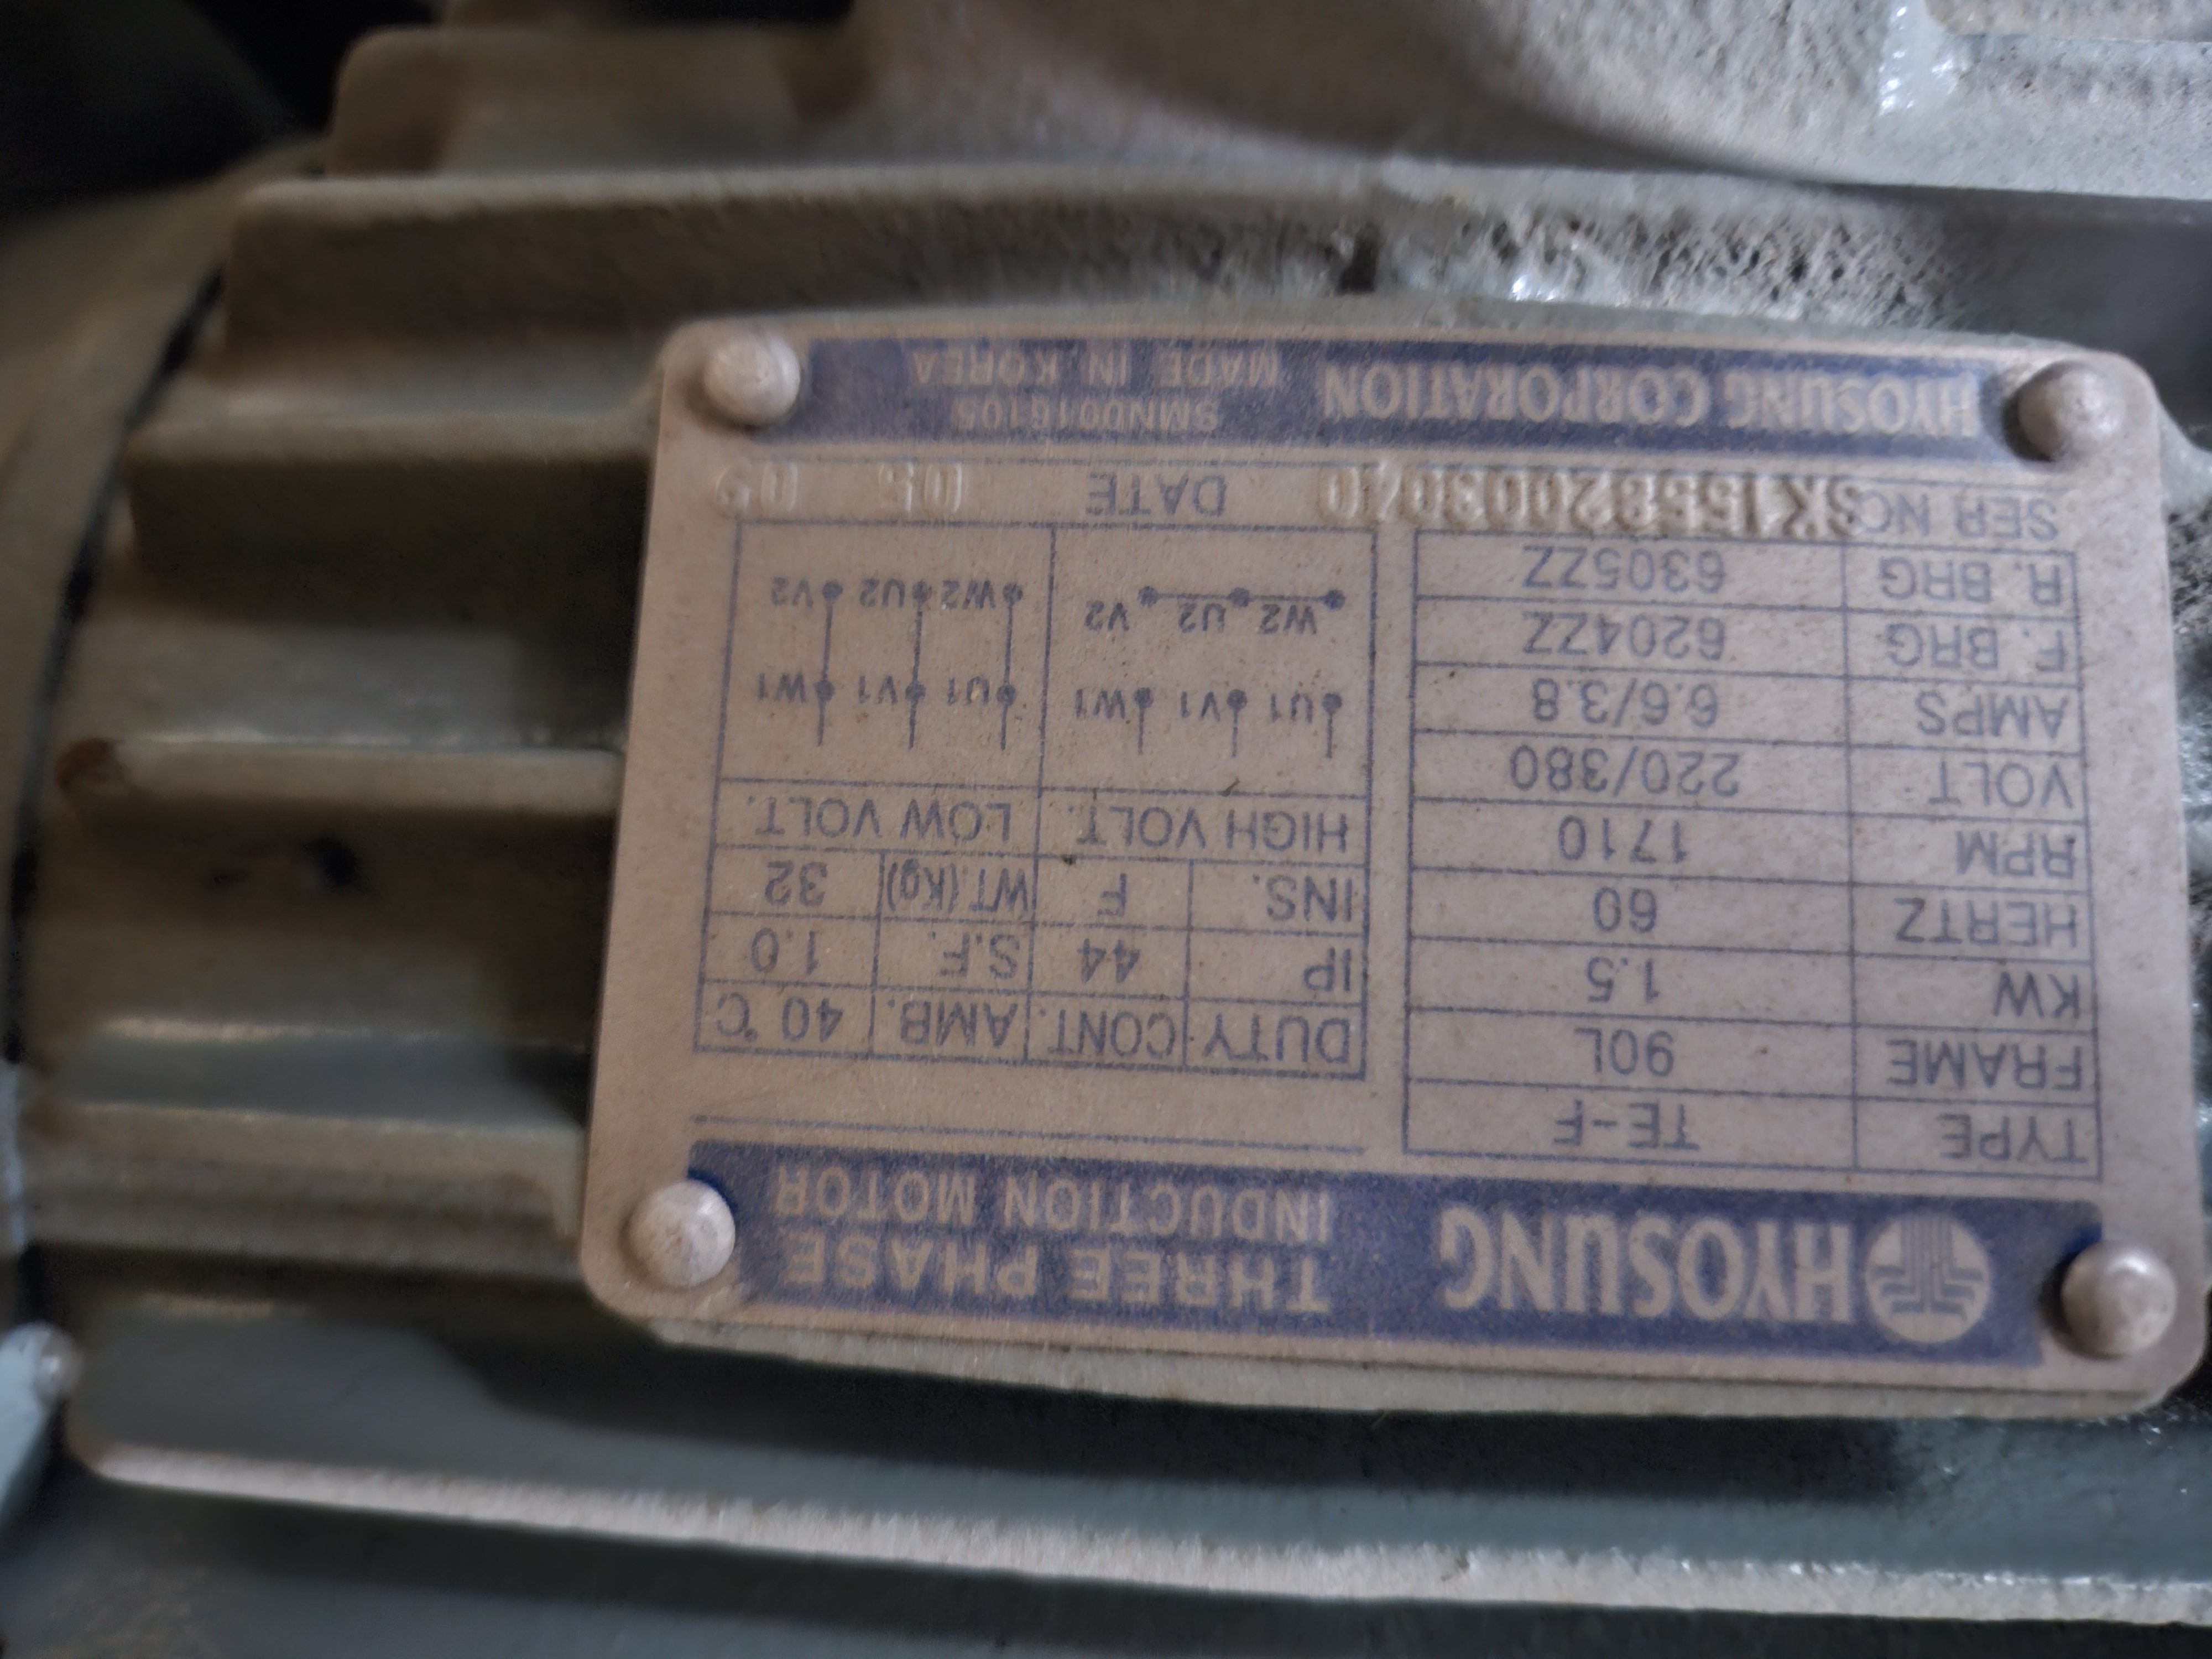 HYOSUNG THREE PHASE
INDUCTION MOTOR
TYPE TE-F
FRAME 90L
KW 1.5
HERTZ 60
RPM 1710
VOLT 220/380
AMPS 6.6/3.8
F. BRG 6204ZZ
R. BRG 6305ZZ
DUTY CONT. AMB. 40 °C
IP 44 S.F. 1.0
INS. F WT.(Kg) 32
HIGH VOLT. LOW VOLT.
U1 V1 W1 U1 V1 W1
W2 U2 V2 W2 U2 V2
SER NO SK15582003040 DATE 05 09
HYOSUNG CORPORATION MADE IN KOREA
SMN0016105